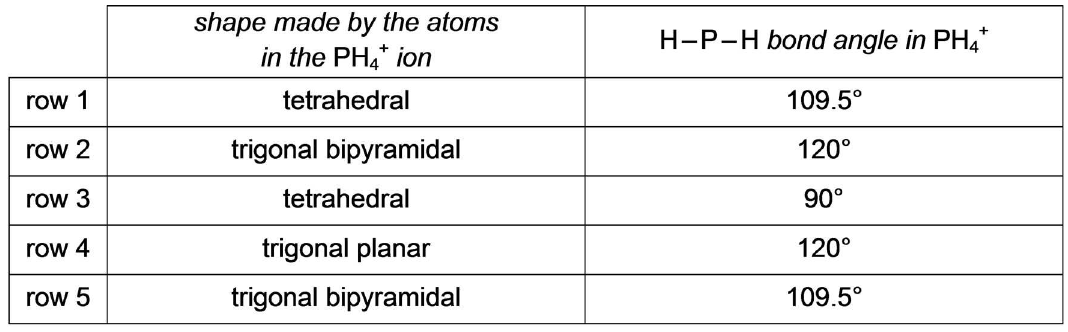 shape made by the atoms
in the PH₄⁺ ion
H–P–H bond angle in PH₄⁺
row 1 tetrahedral 109.5°
row 2 trigonal bipyramidal 120°
row 3 tetrahedral 90°
row 4 trigonal planar 120°
row 5 trigonal bipyramidal 109.5°